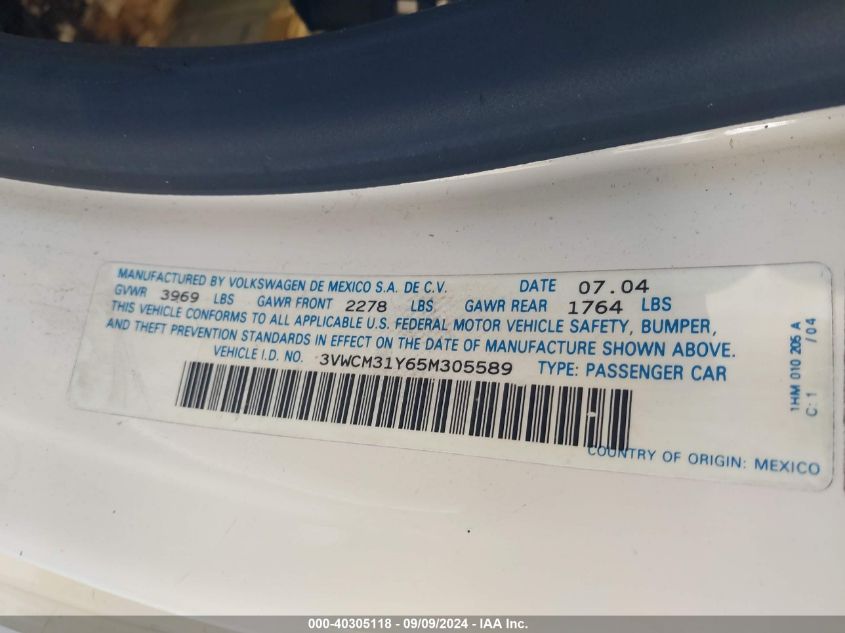 MANUFACTURED BY VOLKSWAGEN DE MEXICO S.A. DE C.V. DATE 07.04
GVWR 3969 LBS GAWR FRONT 2278 LBS GAWR REAR 1764 LBS
THIS VEHICLE CONFORMS TO ALL APPLICABLE U.S. FEDERAL MOTOR VEHICLE SAFETY, BUMPER,
AND THEFT PREVENTION STANDARDS IN EFFECT ON THE DATE OF MANUFACTURE SHOWN ABOVE.
VEHICLE I.D. NO. 3VWCM31Y65M305589 TYPE: PASSENGER CAR
COUNTRY OF ORIGIN: MEXICO
1HM 010 205 A
C: 1 /04
000-40305118 - 09/09/2024 - IAA Inc.